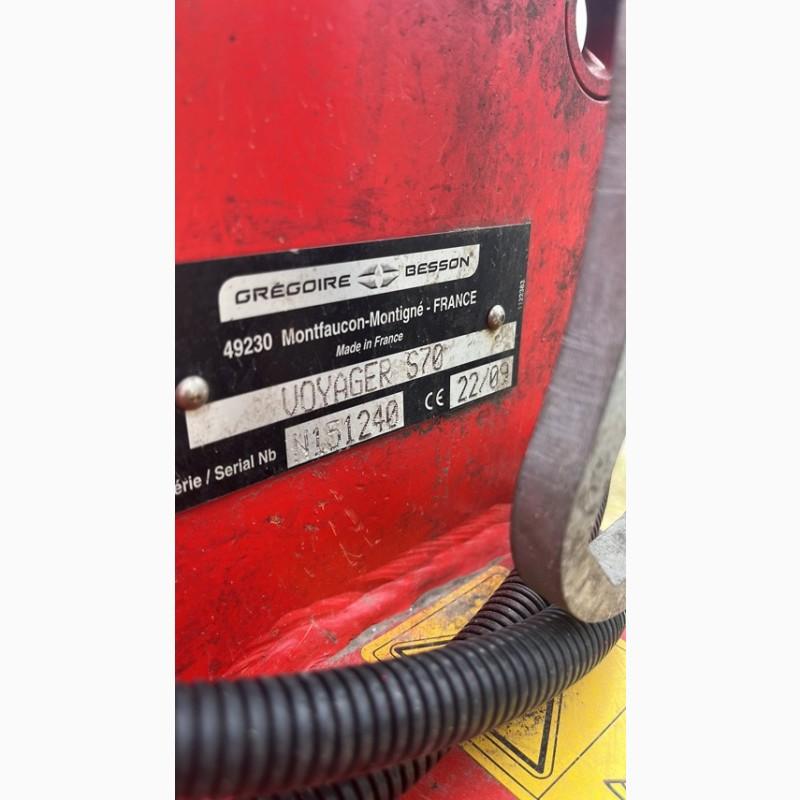 GRÉGOIRE BESSON
49230 Montfaucon-Montigné - FRANCE
Made in France
VOYAGER S70
CE 22/09
érie / Serial Nb N151240